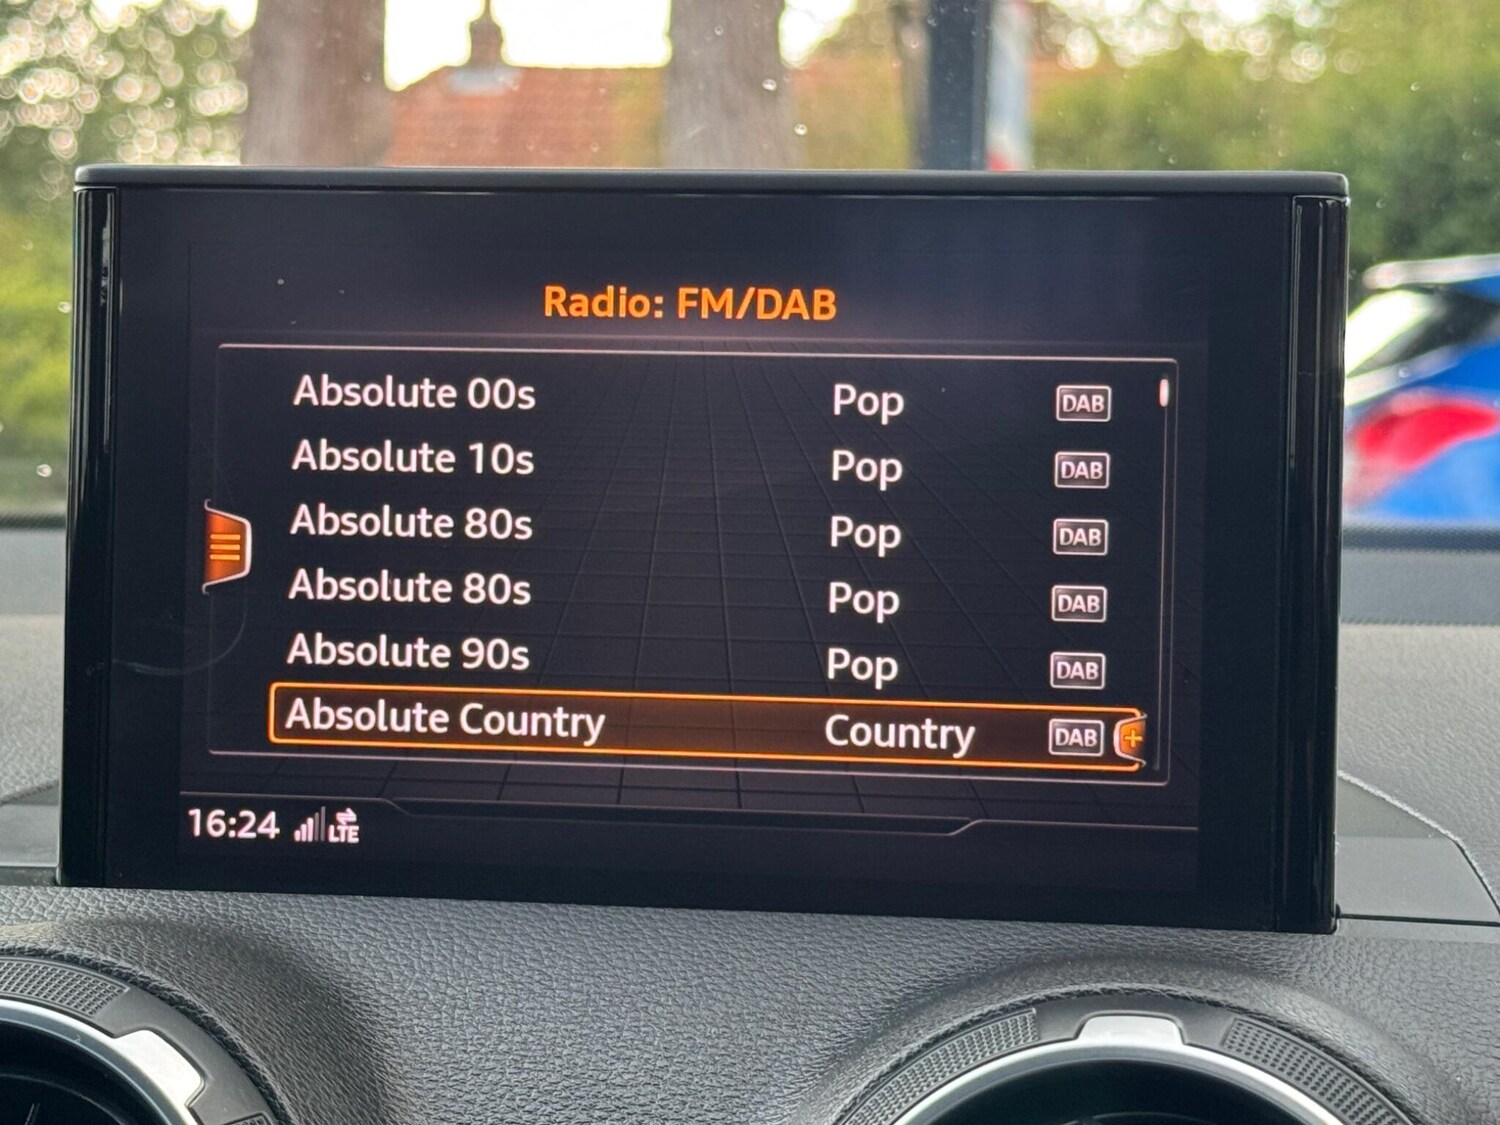 Radio: FM/DAB
Absolute 00s Pop DAB
Absolute 10s Pop DAB
Absolute 80s Pop DAB
Absolute 80s Pop DAB
Absolute 90s Pop DAB
Absolute Country Country DAB +
16:24 LTE